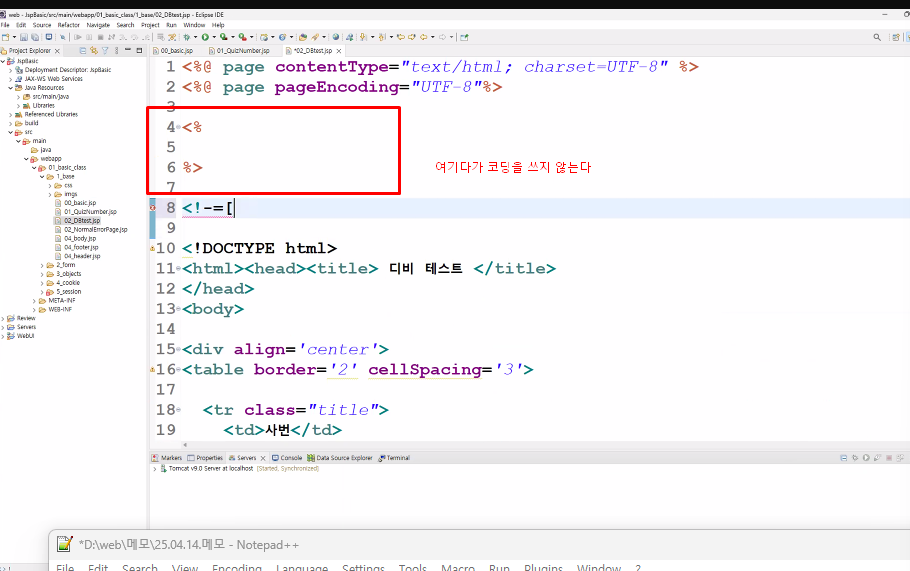 web - JspBasic/src/main/webapp/01_basic_class/1_base/02_DBtest.jsp - Eclipse IDE
File Edit Source Refactor Navigate Search Project Run Window Help
Project Explorer
00_basic.jsp 01_QuizNumber.jsp *02_DBtest.jsp
JspBasic
Deployment Descriptor: JspBasic
JAX-WS Web Services
Java Resources
src/main/java
Libraries
Referenced Libraries
build
src
main
java
webapp
01_basic_class
1_base
css
imgs
00_basic.jsp
01_QuizNumber.jsp
02_DBtest.jsp
02_NormalErrorPage.jsp
04_body.jsp
04_footer.jsp
04_header.jsp
2_form
3_objects
4_cookie
5_session
META-INF
WEB-INF
Review
Servers
WebUI
1 <%@ page contentType="text/html; charset=UTF-8" %>
2 <%@ page pageEncoding="UTF-8"%>
3
4 <%
5
6 %>
여기다가 코딩을 쓰지 않는다
7
8 <!-=[
9
10 <!DOCTYPE html>
11 <html><head><title> 디비 테스트 </title>
12 </head>
13 <body>
14
15 <div align='center'>
16 <table border='2' cellSpacing='3'>
17
18 <tr class="title">
19 <td>사번</td>
Markers Properties Servers Console Data Source Explorer Terminal
Tomcat v9.0 Server at localhost [Started, Synchronized]
*D:\web\메모\25.04.14.메모 - Notepad++
File Edit Search View Encoding Language Settings Tools Macro Run Plugins Window ?